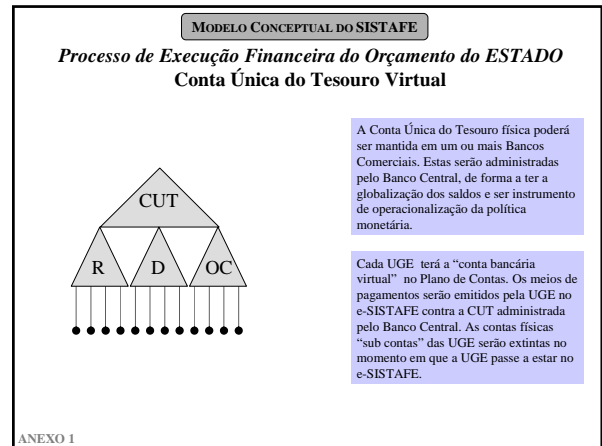 MODELO CONCEPTUAL DO SISTAFE
Processo de Execução Financeira do Orçamento do ESTADO
Conta Única do Tesouro Virtual
CUT
R D OC
A Conta Única do Tesouro física poderá
ser mantida em um ou mais Bancos
Comerciais. Estas serão administradas
pelo Banco Central, de forma a ter a
globalização dos saldos e ser instrumento
de operacionalização da política
monetária.
Cada UGE terá a “conta bancária
virtual” no Plano de Contas. Os meios de
pagamentos serão emitidos pela UGE no
e-SISTAFE contra a CUT administrada
pelo Banco Central. As contas físicas
“sub contas” das UGE serão extintas no
momento em que a UGE passe a estar no
e-SISTAFE.
ANEXO 1